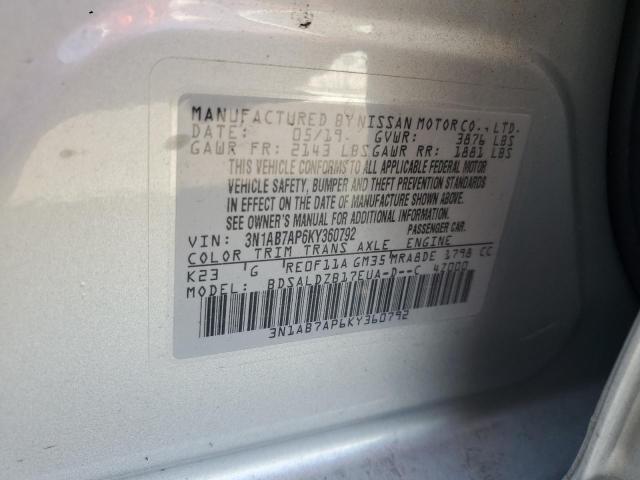 MANUFACTURED BY NISSAN MOTOR CO., LTD.
DATE: 05/19 GVWR: 3876 LBS
GAWR FR: 2143 LBS GAWR RR: 1881 LBS
THIS VEHICLE CONFORMS TO ALL APPLICABLE FEDERAL MOTOR
VEHICLE SAFETY, BUMPER AND THEFT PREVENTION STANDARDS
IN EFFECT ON THE DATE OF MANUFACTURE SHOWN ABOVE.
SEE OWNER'S MANUAL FOR ADDITIONAL INFORMATION.
VIN: 3N1AB7AP6KY360792 PASSENGER CAR
COLOR TRIM TRANS AXLE ENGINE
K23 G RE0F11A GM35 MRA8DE 1798 CC
MODEL: BDSALDZB17EUA-D--C 47000
3N1AB7AP6KY360792